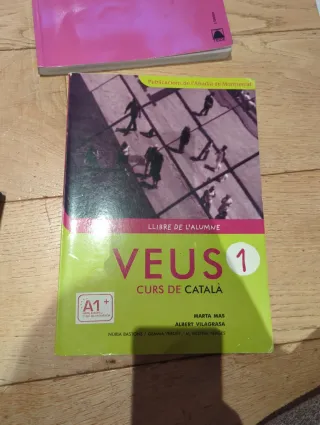 Publicacions de l'Abadia de Montserrat
LLIBRE DE L'ALUMNE
VEUS 1
CURS DE CATALÀ
A1+
MARTA MAS
ALBERT VILAGRASA